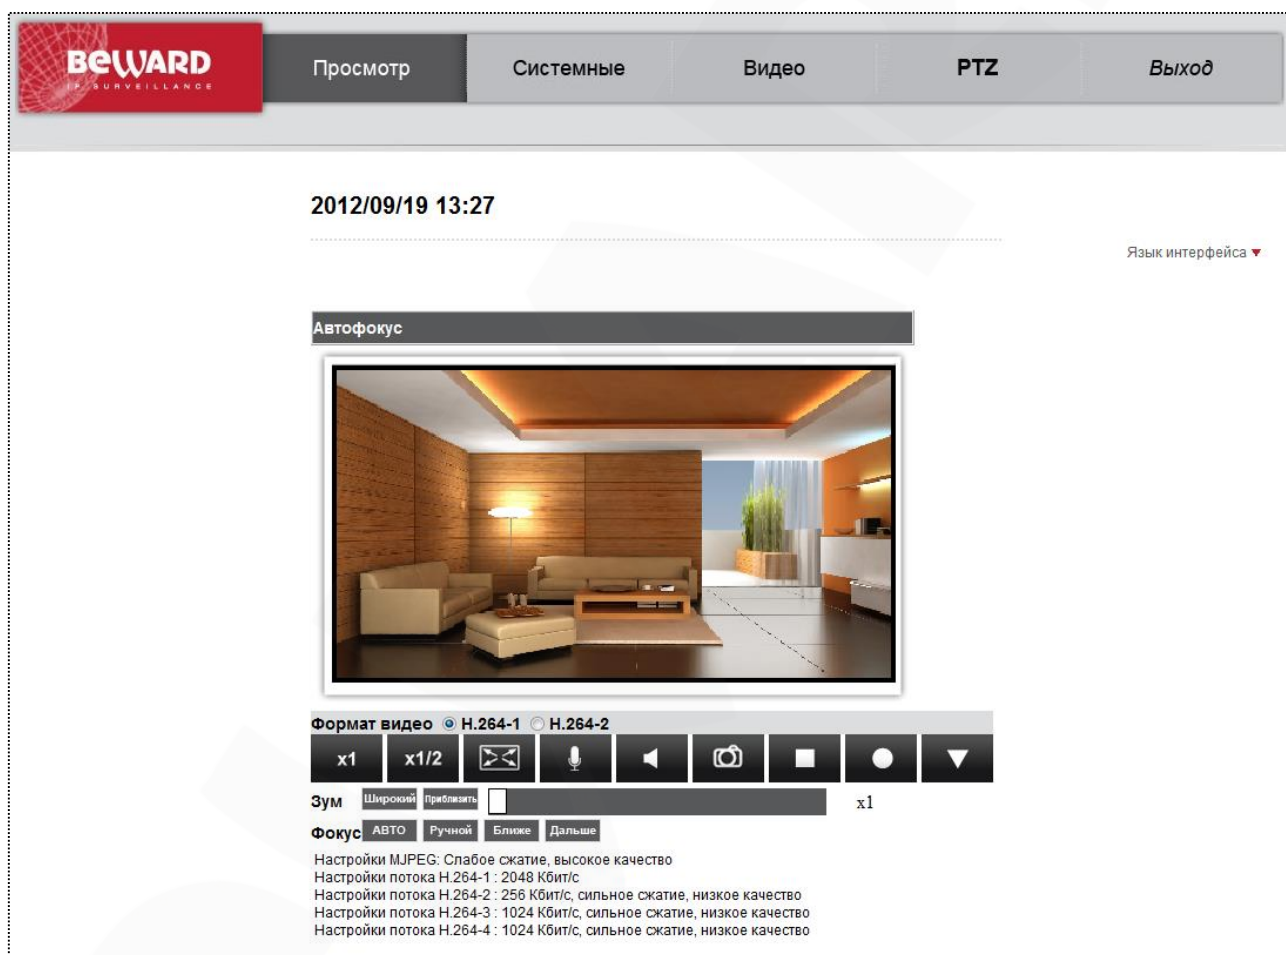 BEWARD
IP SURVEILLANCE
Просмотр Системные Видео PTZ Выход
2012/09/19 13:27
Язык интерфейса
Автофокус
Формат видео H.264-1 H.264-2
x1 x1/2
Зум Широкий Приблизить x1
Фокус АВТО Ручной Ближе Дальше
Настройки MJPEG: Слабое сжатие, высокое качество
Настройки потока H.264-1 : 2048 Кбит/с
Настройки потока H.264-2 : 256 Кбит/с, сильное сжатие, низкое качество
Настройки потока H.264-3 : 1024 Кбит/с, сильное сжатие, низкое качество
Настройки потока H.264-4 : 1024 Кбит/с, сильное сжатие, низкое качество